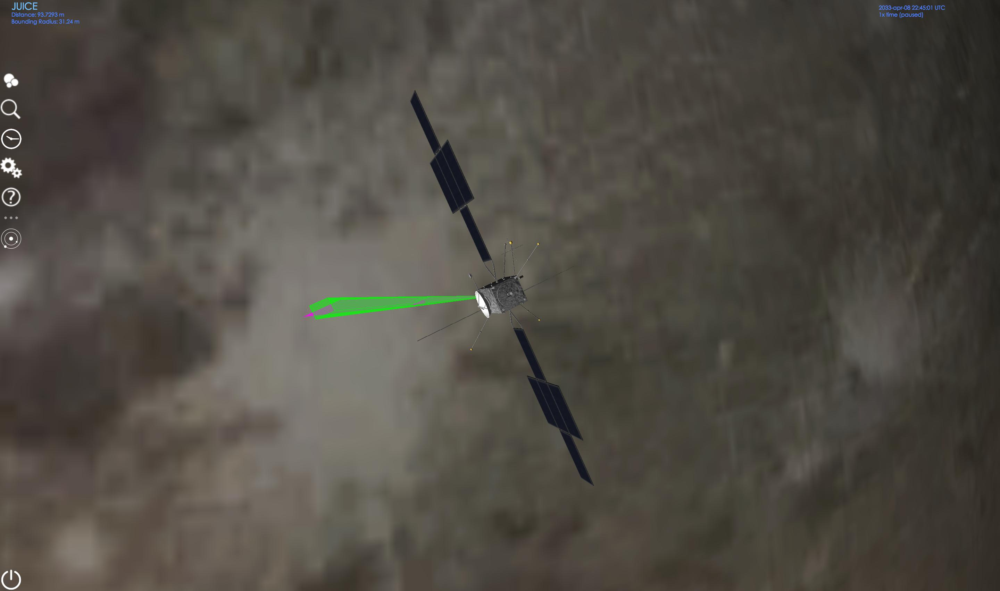 JUICE
Distance: 93.7293 m
Bounding Radius: 31.24 m
2033-apr-08 22:45:01 UTC
1x time (paused)
?